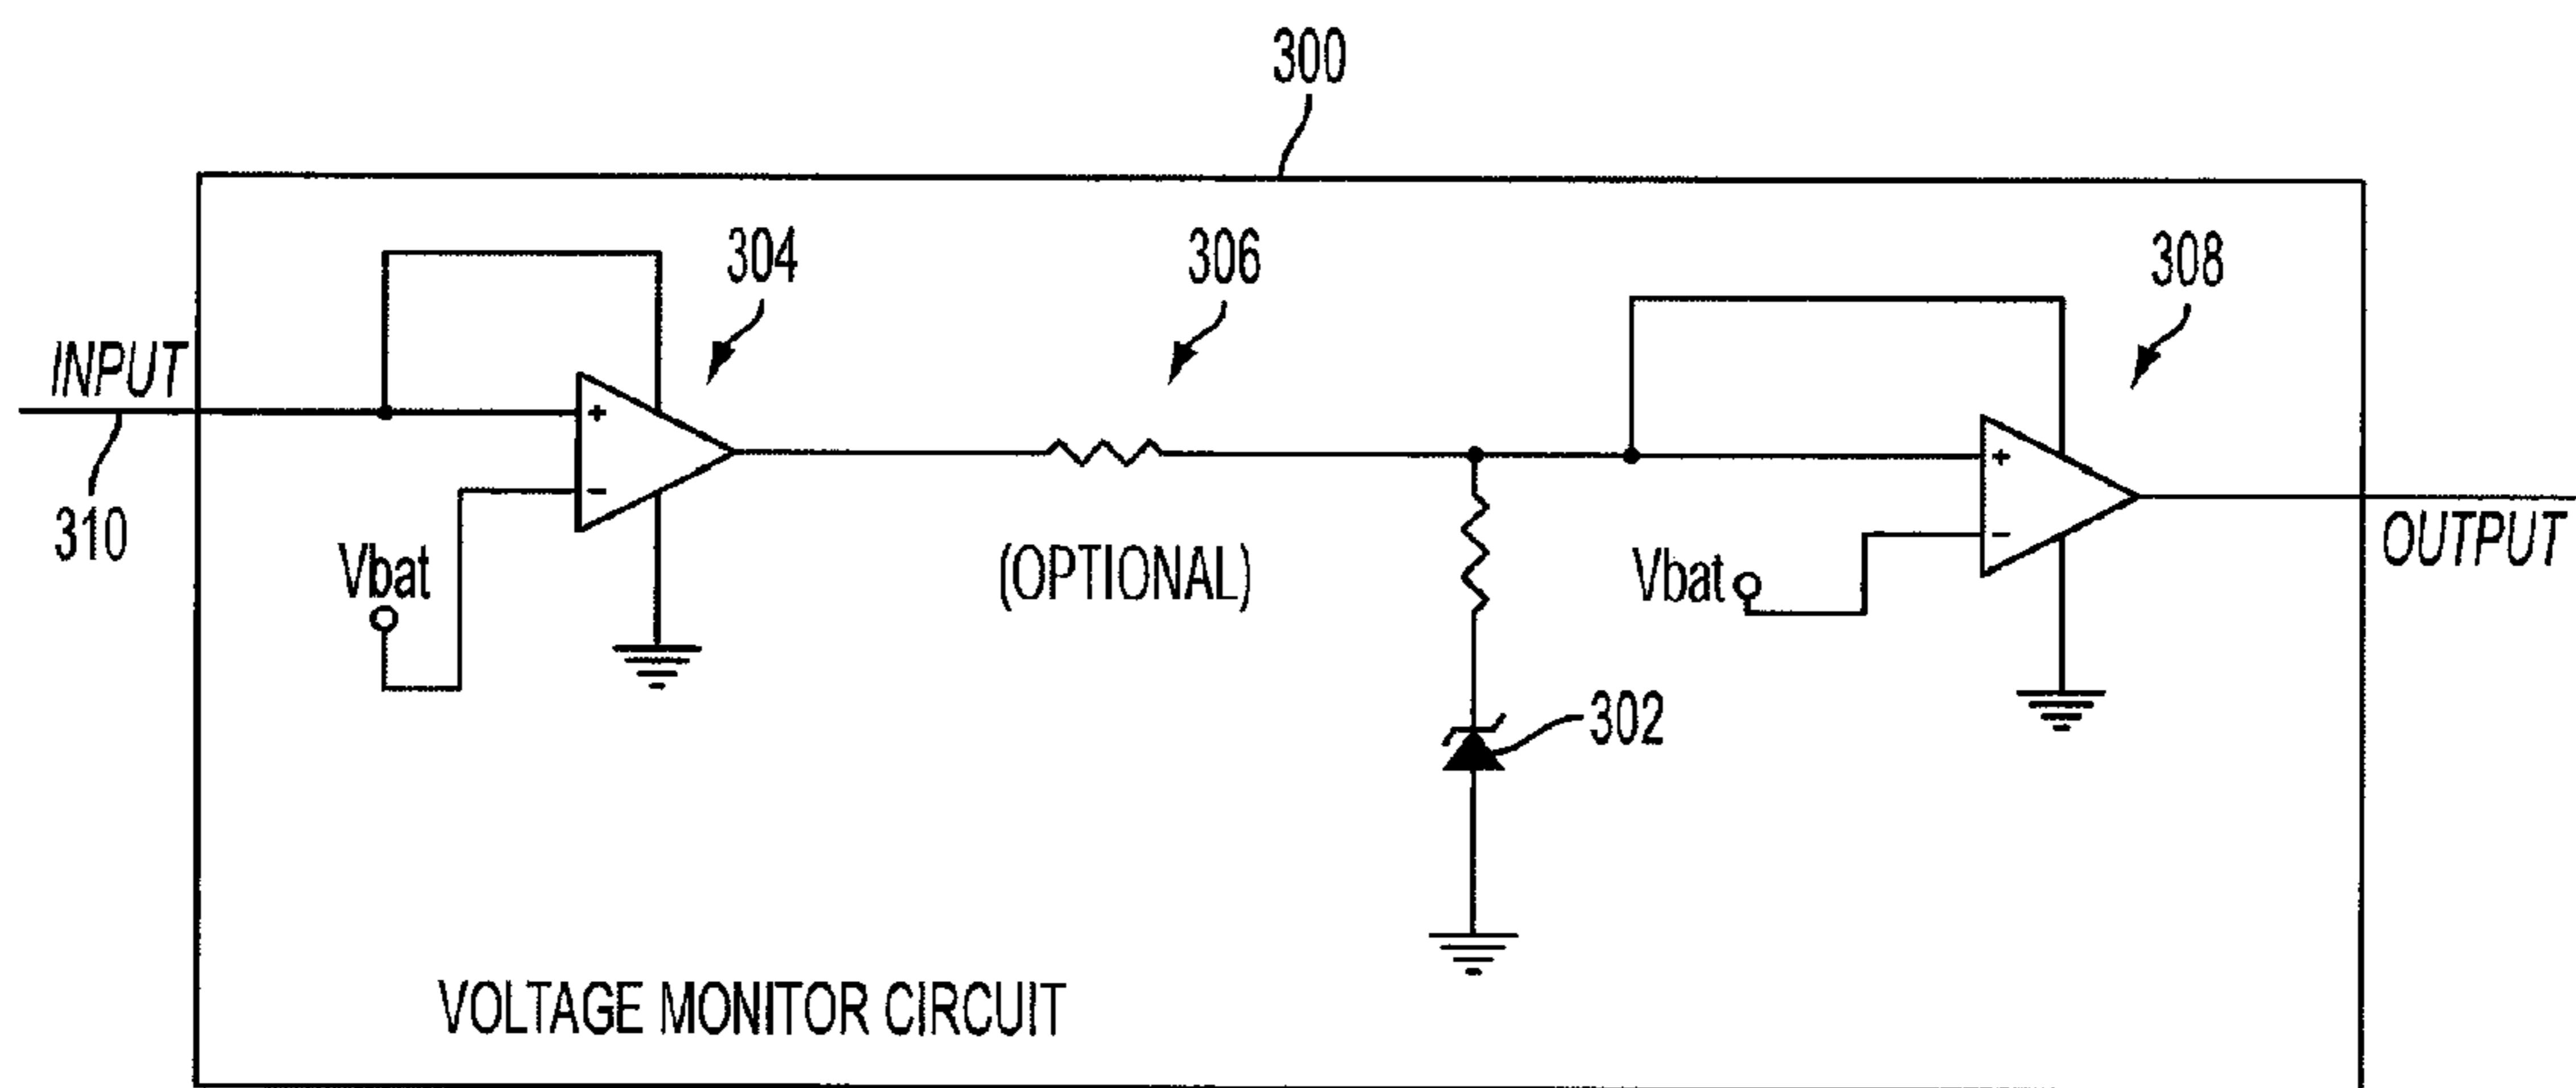 300
304
306
308
INPUT
+
+
310
−
Vbat
(OPTIONAL)
Vbat
−
OUTPUT
302
VOLTAGE MONITOR CIRCUIT